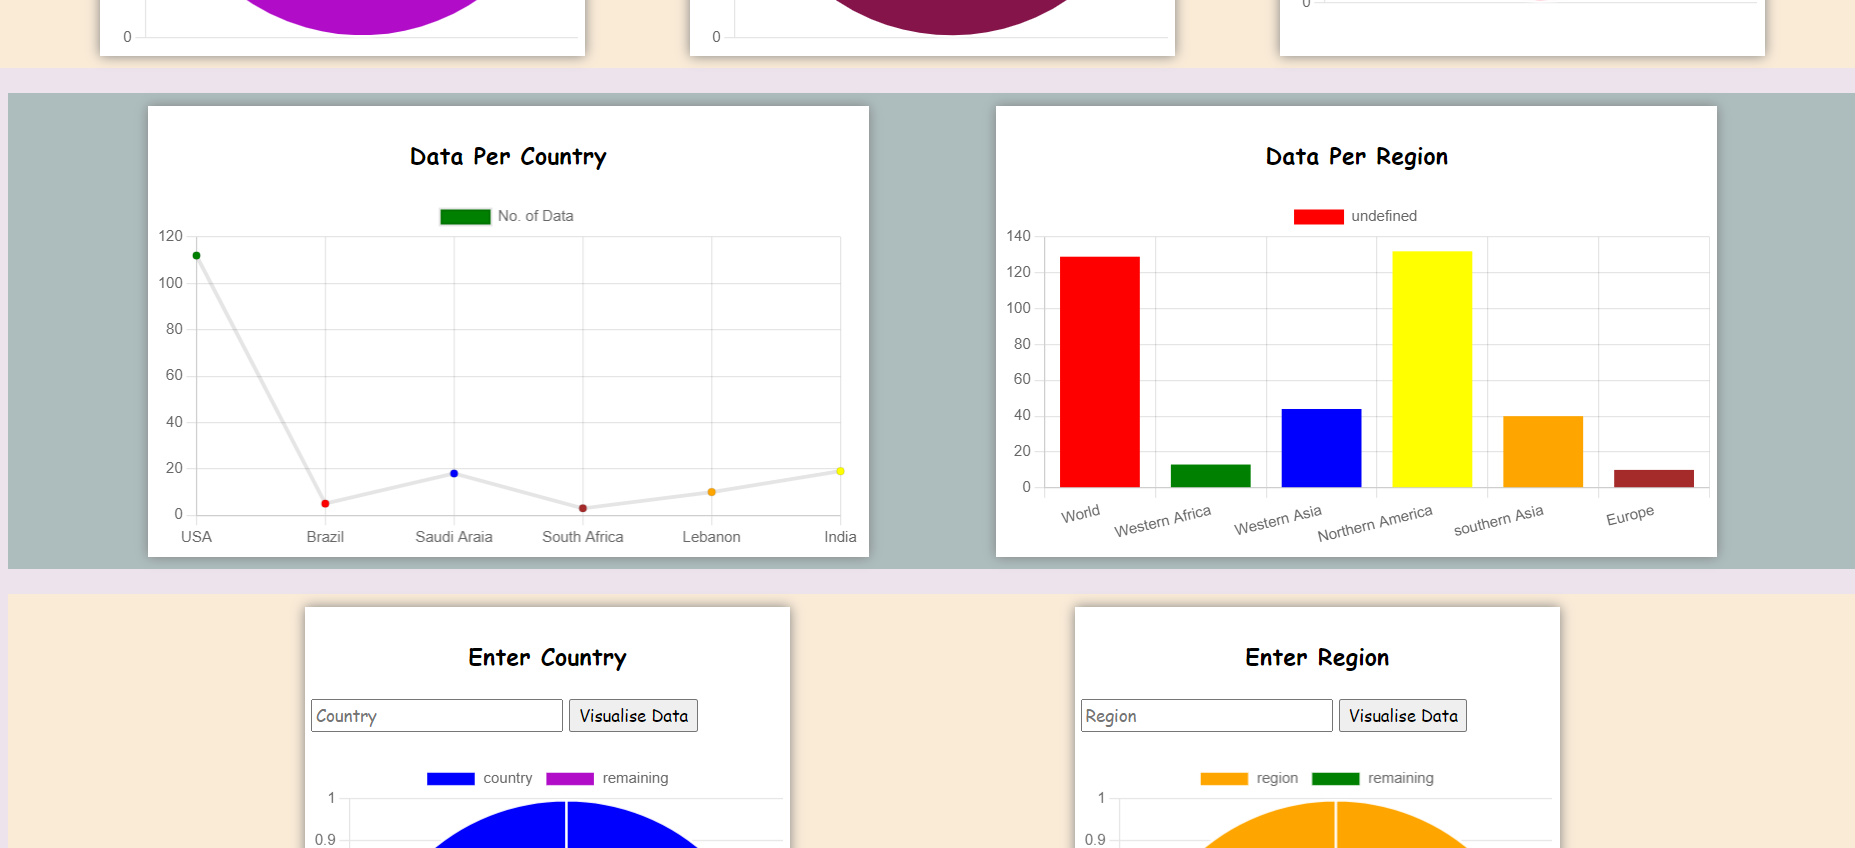 0
0
0
Data Per Country
No. of Data
120
100
80
60
40
20
0
USA Brazil Saudi Araia South Africa Lebanon India
Data Per Region
undefined
140
120
100
80
60
40
20
0
World Western Africa Western Asia Northern America southern Asia Europe
Enter Country
Country Visualise Data
country remaining
1
0.9
Enter Region
Region Visualise Data
region remaining
1
0.9